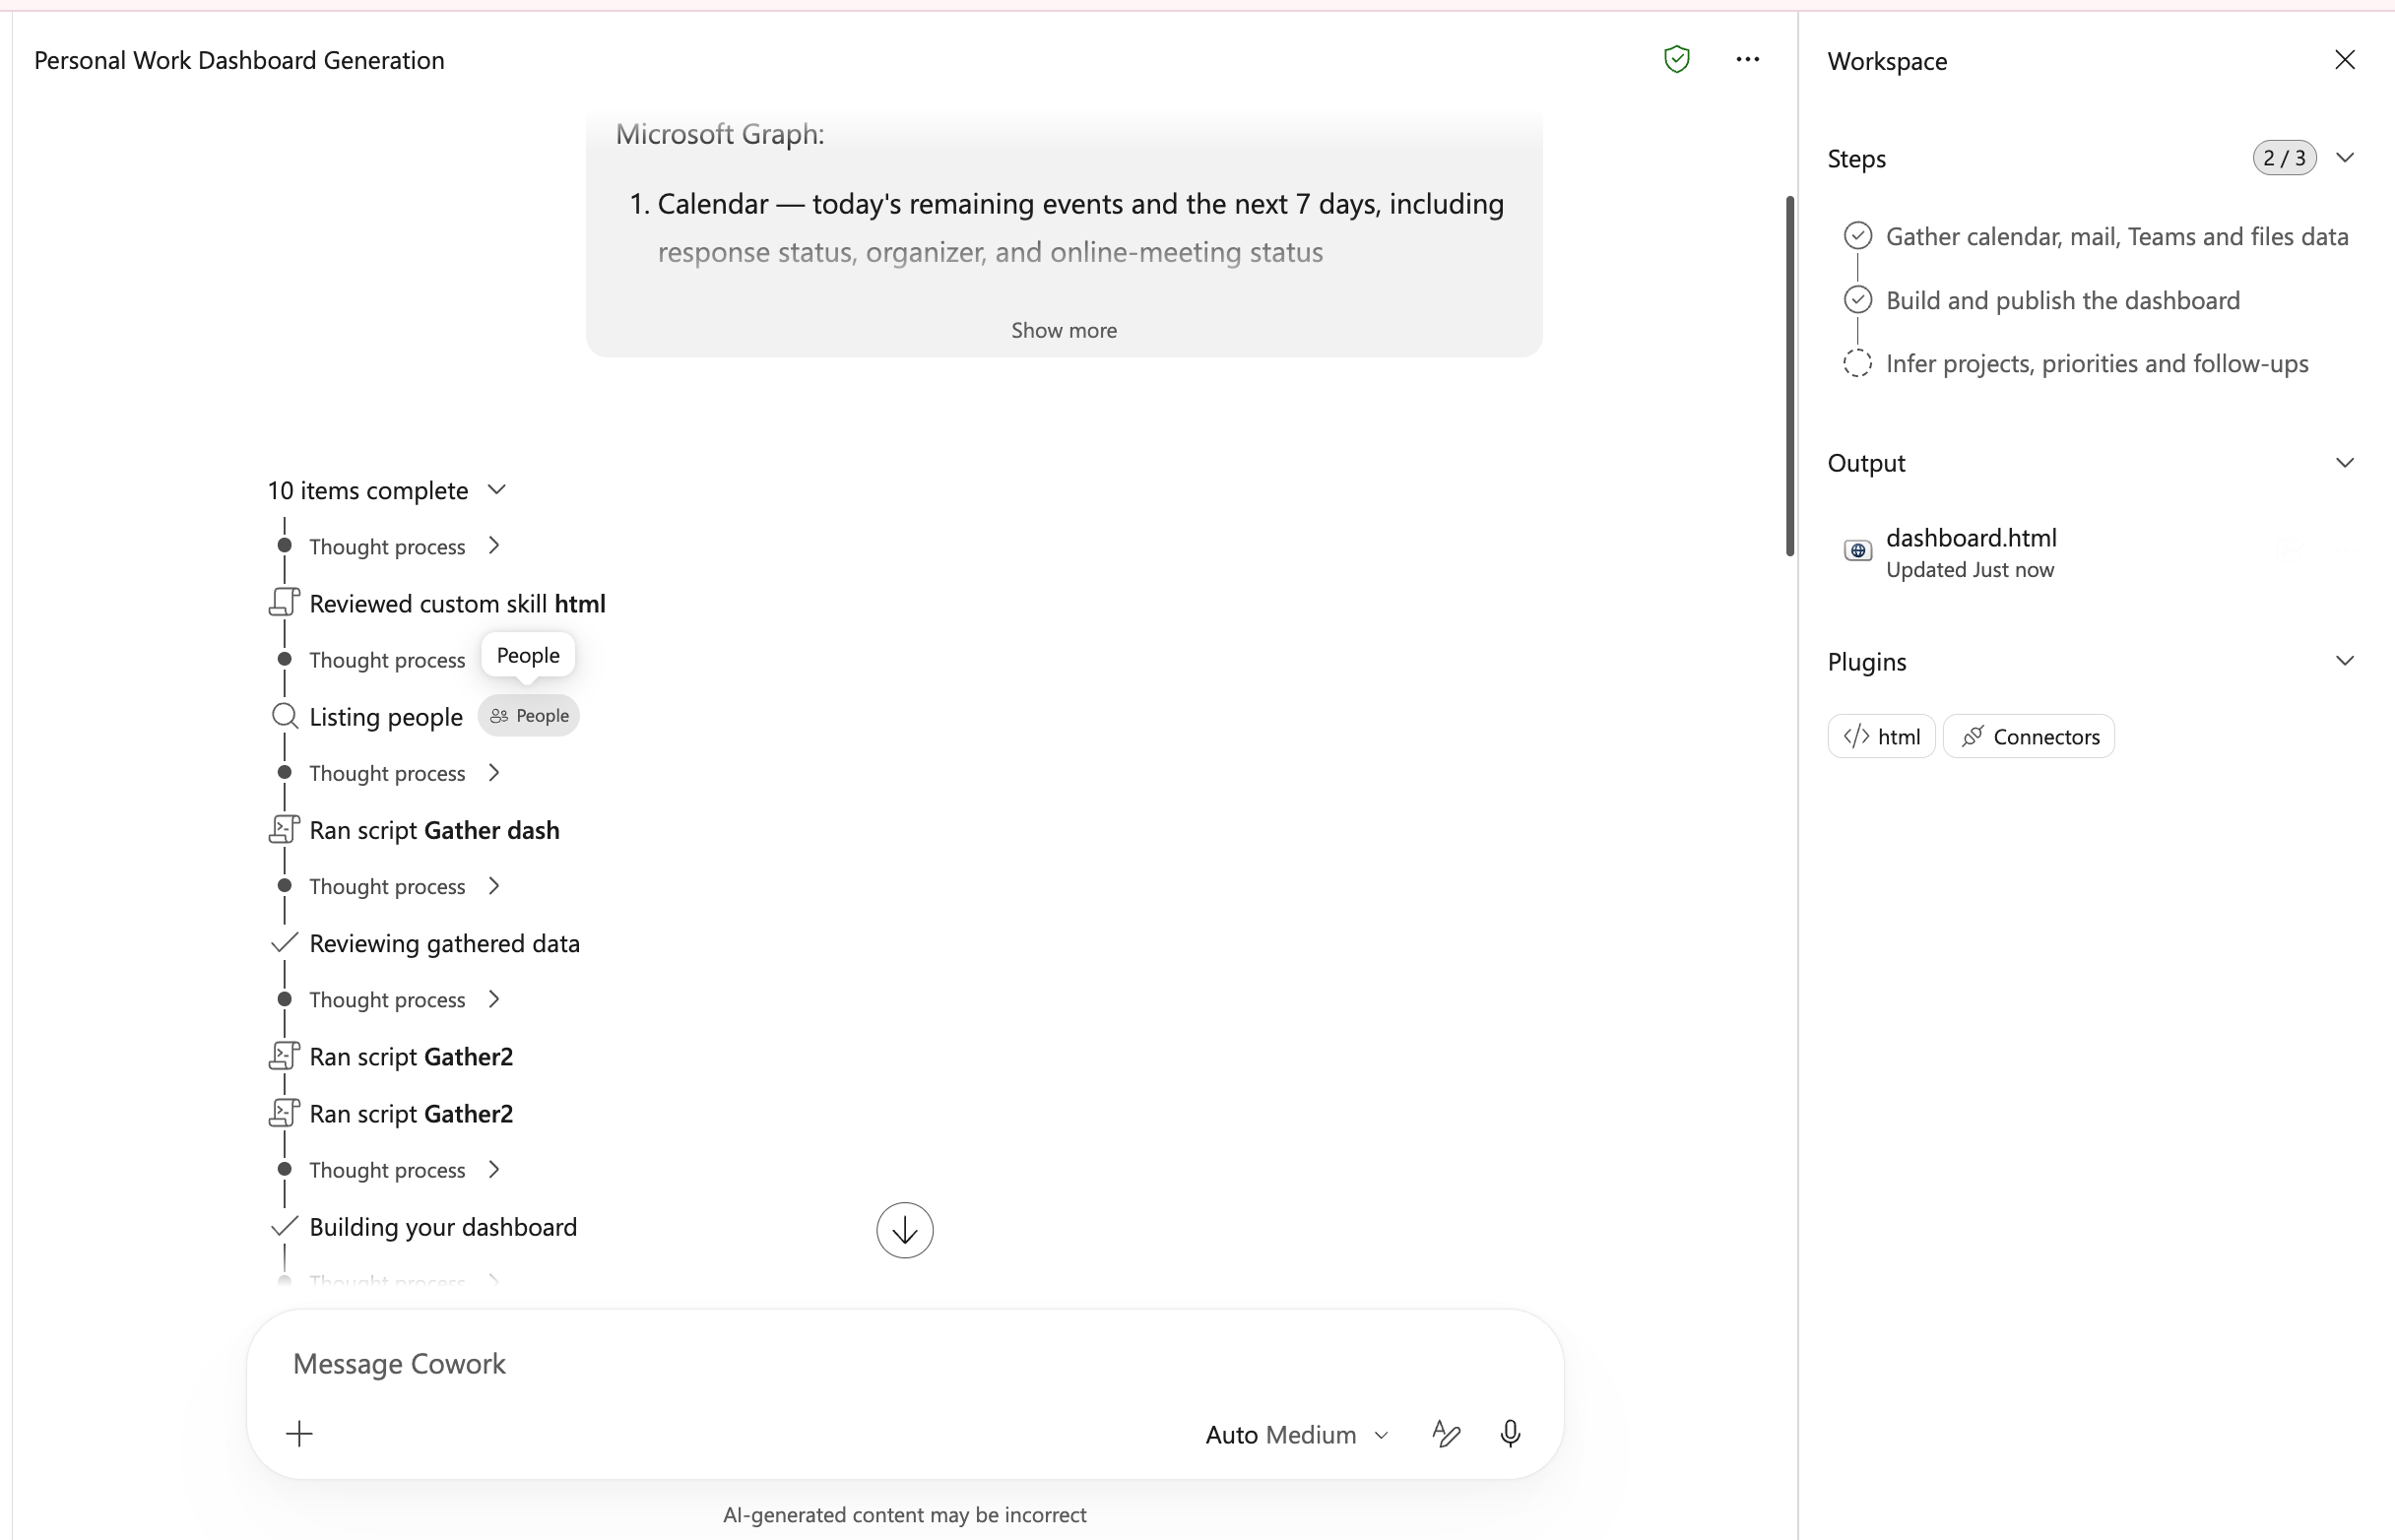 Personal Work Dashboard Generation
Microsoft Graph:
1. Calendar — today's remaining events and the next 7 days, including
response status, organizer, and online-meeting status
Show more
10 items complete
Thought process
Reviewed custom skill html
Thought process
People
Listing people
People
Thought process
Ran script Gather dash
Thought process
Reviewing gathered data
Thought process
Ran script Gather2
Ran script Gather2
Thought process
Building your dashboard
Thought process
Message Cowork
Auto Medium
AI-generated content may be incorrect
Workspace
Steps
2 / 3
Gather calendar, mail, Teams and files data
Build and publish the dashboard
Infer projects, priorities and follow-ups
Output
dashboard.html
Updated Just now
Plugins
</> html
Connectors